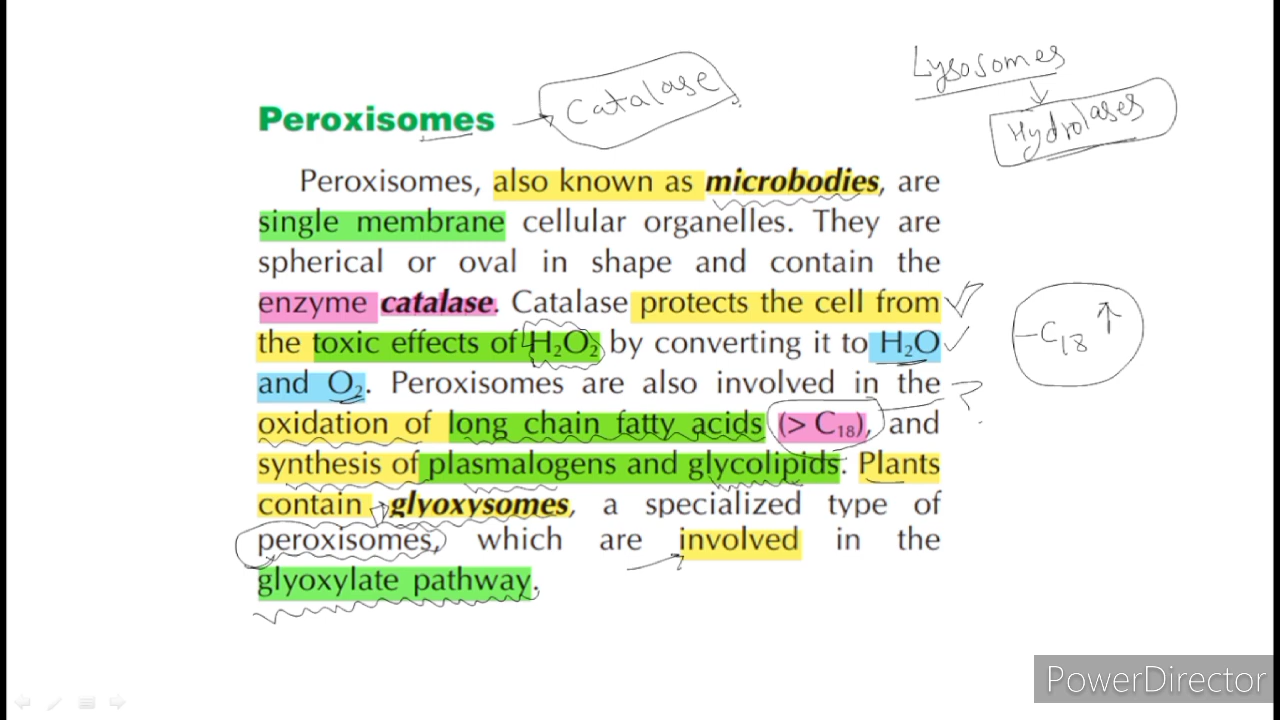 Lysosomes
Catalase
Hydrolases
Peroxisomes
Peroxisomes, also known as microbodies, are
single membrane cellular organelles. They are
spherical or oval in shape and contain the
enzyme catalase. Catalase protects the cell from
the toxic effects of H₂O₂ by converting it to H₂O
and O₂. Peroxisomes are also involved in the
oxidation of long chain fatty acids (> C₁₈), and
synthesis of plasmalogens and glycolipids. Plants
contain glyoxysomes, a specialized type of
peroxisomes, which are involved in the
glyoxylate pathway.
–C₁₈ ↑
?
PowerDirector